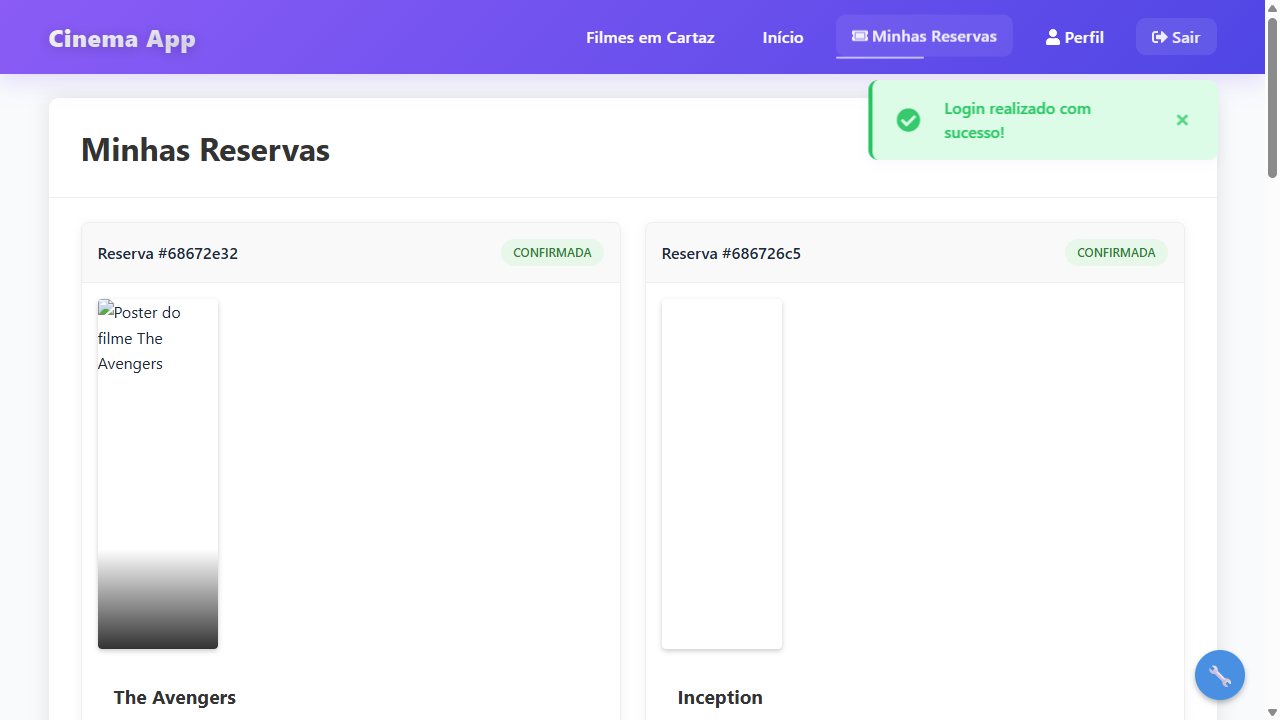 Cinema App
Filmes em Cartaz
Início
Minhas Reservas
Perfil
Sair
Login realizado com
sucesso!
Minhas Reservas
Reserva #68672e32
CONFIRMADA
Poster do
filme The
Avengers
The Avengers
Reserva #686726c5
CONFIRMADA
Inception